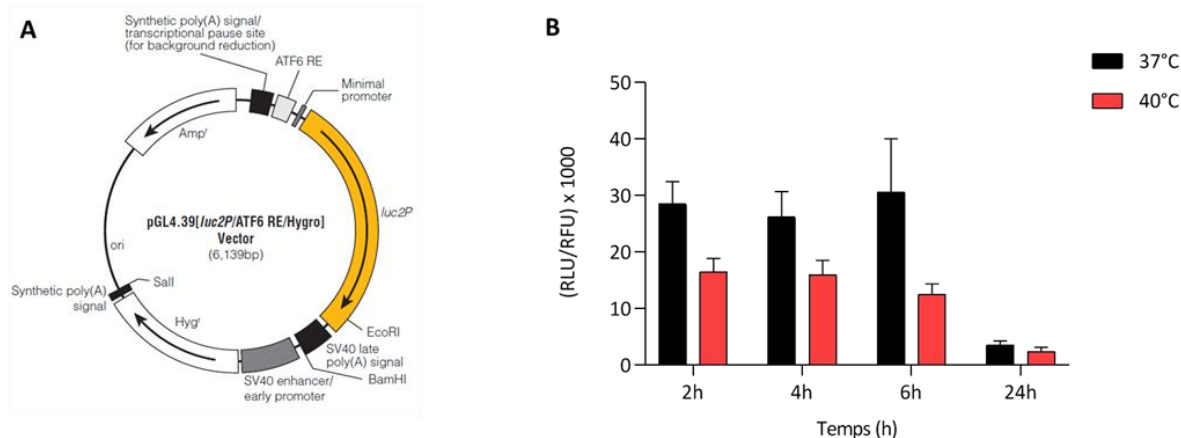 A
Synthetic poly(A) signal/
transcriptional pause site
(for background reduction)
ATF6 RE
Minimal
promoter
Ampʳ
luc2P
pGL4.39[luc2P/ATF6 RE/Hygro]
Vector
(6,139bp)
ori
SalI
Synthetic poly(A)
signal
Hygʳ
EcoRI
SV40 late
poly(A) signal
BamHI
SV40 enhancer/
early promoter
B
37°C
40°C
(RLU/RFU) x 1000
50
40
30
20
10
0
2h
4h
6h
24h
Temps (h)